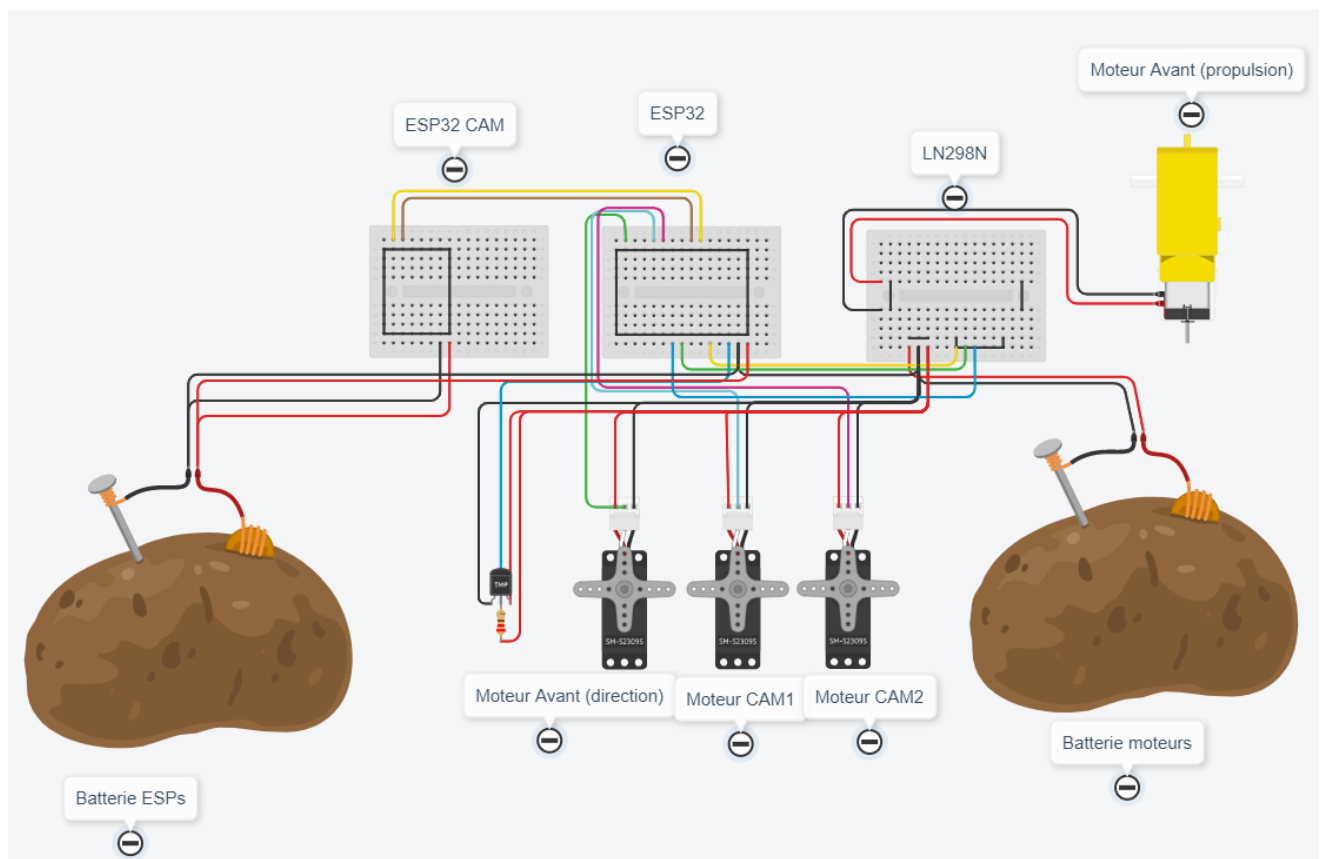 Moteur Avant (propulsion)
ESP32 CAM
ESP32
LN298N
TMP
SM-S2309S
SM-S2309S
SM-S2309S
Moteur Avant (direction)
Moteur CAM1
Moteur CAM2
Batterie moteurs
Batterie ESPs